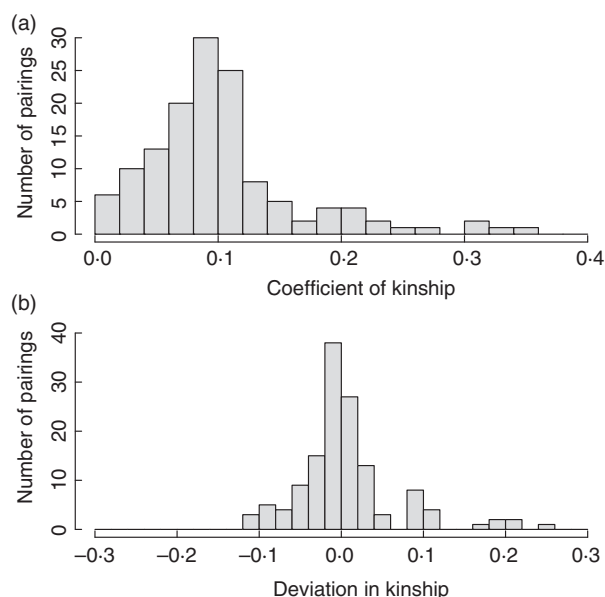 (a)
Number of pairings
30
25
20
15
10
5
0
0·0 0·1 0·2 0·3 0·4
Coefficient of kinship
(b)
Number of pairings
40
30
20
10
0
−0·3 −0·2 −0·1 0·0 0·1 0·2 0·3
Deviation in kinship